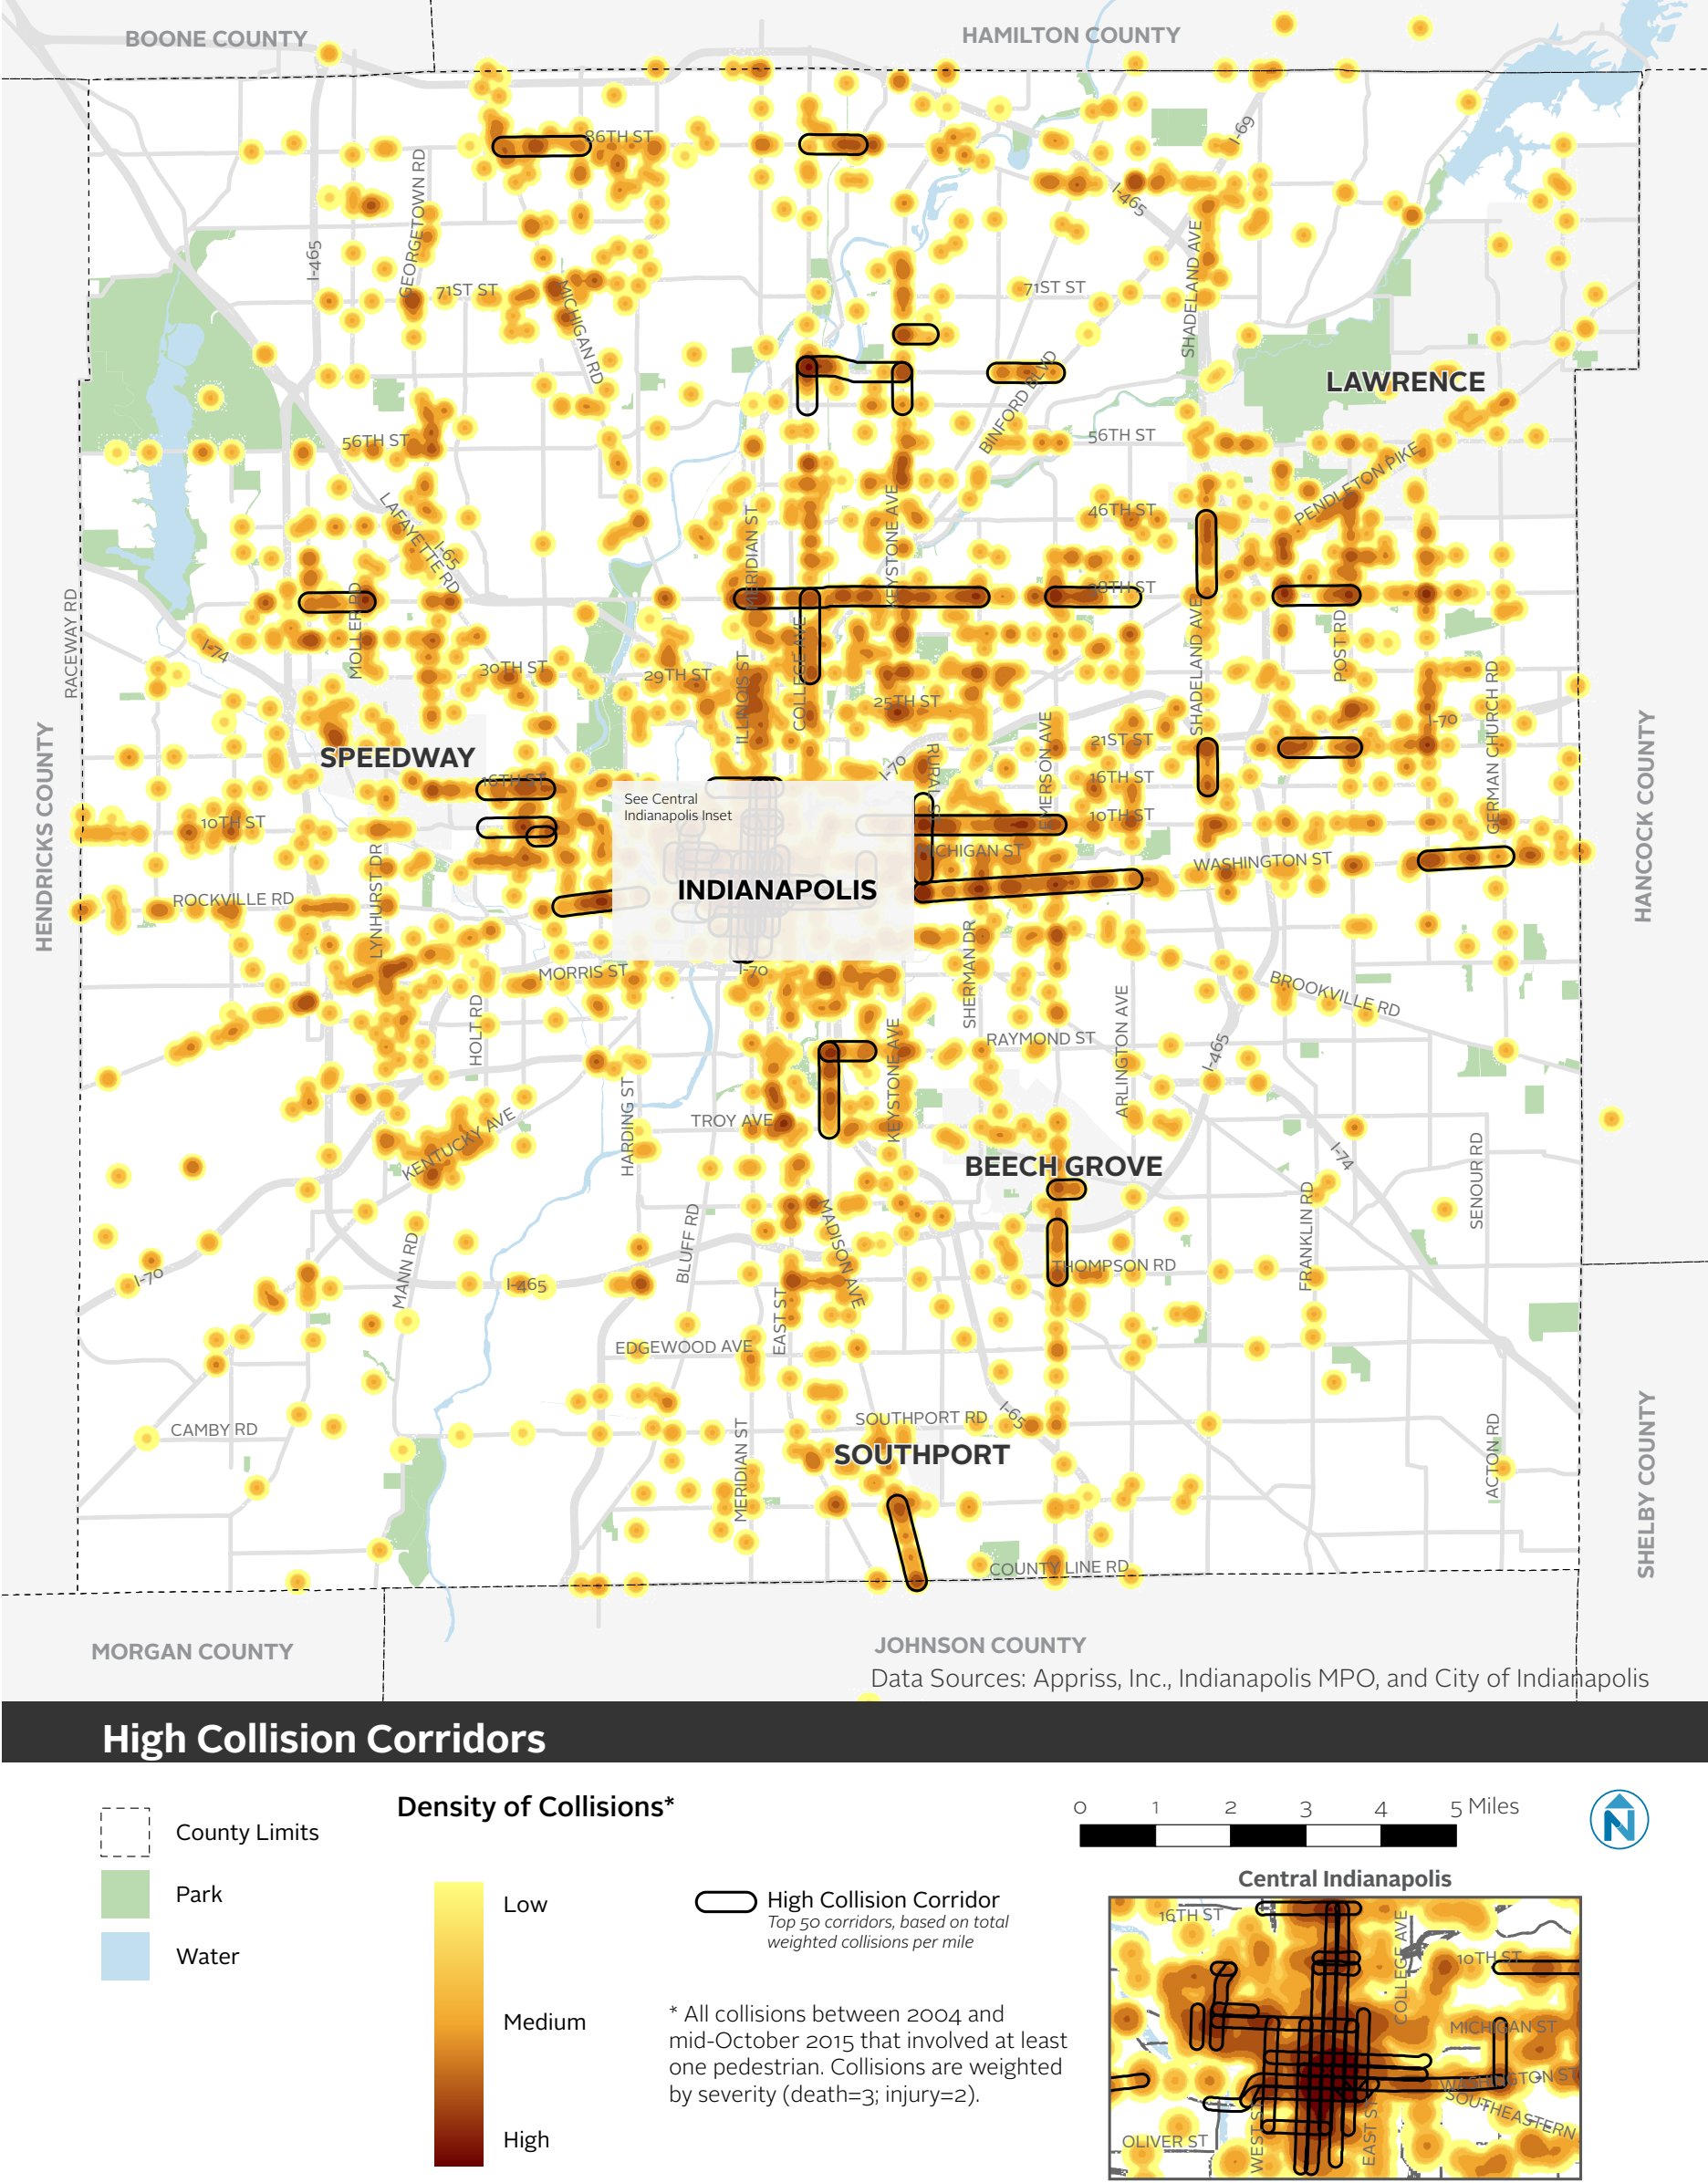 BOONE COUNTY
HAMILTON COUNTY
86TH ST
I-69
I-465
GEORGETOWN RD
I-465
SHADELAND AVE
71ST ST
71ST ST
MICHIGAN RD
BINFORD BLVD
LAWRENCE
56TH ST
56TH ST
PENDLETON PIKE
LAFAYETTE RD
I-65
MERIDIAN ST
KEYSTONE AVE
46TH ST
38TH ST
RACEWAY RD
MOLLER RD
I-74
30TH ST
29TH ST
ILLINOIS ST
COLLEGE AVE
25TH ST
SHADELAND AVE
POST RD
GERMAN CHURCH RD
I-70
21ST ST
EMERSON AVE
RURAL ST
I-70
16TH ST
10TH ST
SPEEDWAY
16TH ST
10TH ST
HENDRICKS COUNTY
HANCOCK COUNTY
See Central
Indianapolis Inset
INDIANAPOLIS
MICHIGAN ST
WASHINGTON ST
LYNHURST DR
ROCKVILLE RD
MORRIS ST
I-70
SHERMAN DR
BROOKVILLE RD
HOLT RD
RAYMOND ST
ARLINGTON AVE
I-465
KEYSTONE AVE
HARDING ST
TROY AVE
KENTUCKY AVE
BEECH GROVE
I-74
SENOUR RD
FRANKLIN RD
BLUFF RD
MADISON AVE
MANN RD
I-70
I-465
THOMPSON RD
EAST ST
EDGEWOOD AVE
CAMBY RD
MERIDIAN ST
SOUTHPORT RD
I-65
SOUTHPORT
ACTON RD
SHELBY COUNTY
COUNTY LINE RD
MORGAN COUNTY
JOHNSON COUNTY
Data Sources: Appriss, Inc., Indianapolis MPO, and City of Indianapolis
High Collision Corridors
County Limits
Park
Water
Density of Collisions*
Low
Medium
High
High Collision Corridor
Top 50 corridors, based on total
weighted collisions per mile
* All collisions between 2004 and
mid-October 2015 that involved at least
one pedestrian. Collisions are weighted
by severity (death=3; injury=2).
0 1 2 3 4 5 Miles
N
Central Indianapolis
16TH ST
COLLEGE AVE
10TH ST
MICHIGAN ST
WASHINGTON ST
SOUTHEASTERN
WEST ST
EAST ST
OLIVER ST